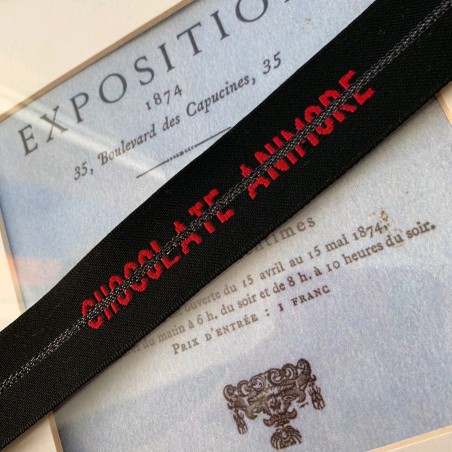 EXPOSITION
1874
35, Boulevard des Capucines, 35
CHOCOLATE ANIMORE
du 15 avril au 15 mai 1874,
du matin à 6 h. du soir et de 8 h. à 10 heures du soir.
PRIX D'ENTRÉE : 1 FRANC